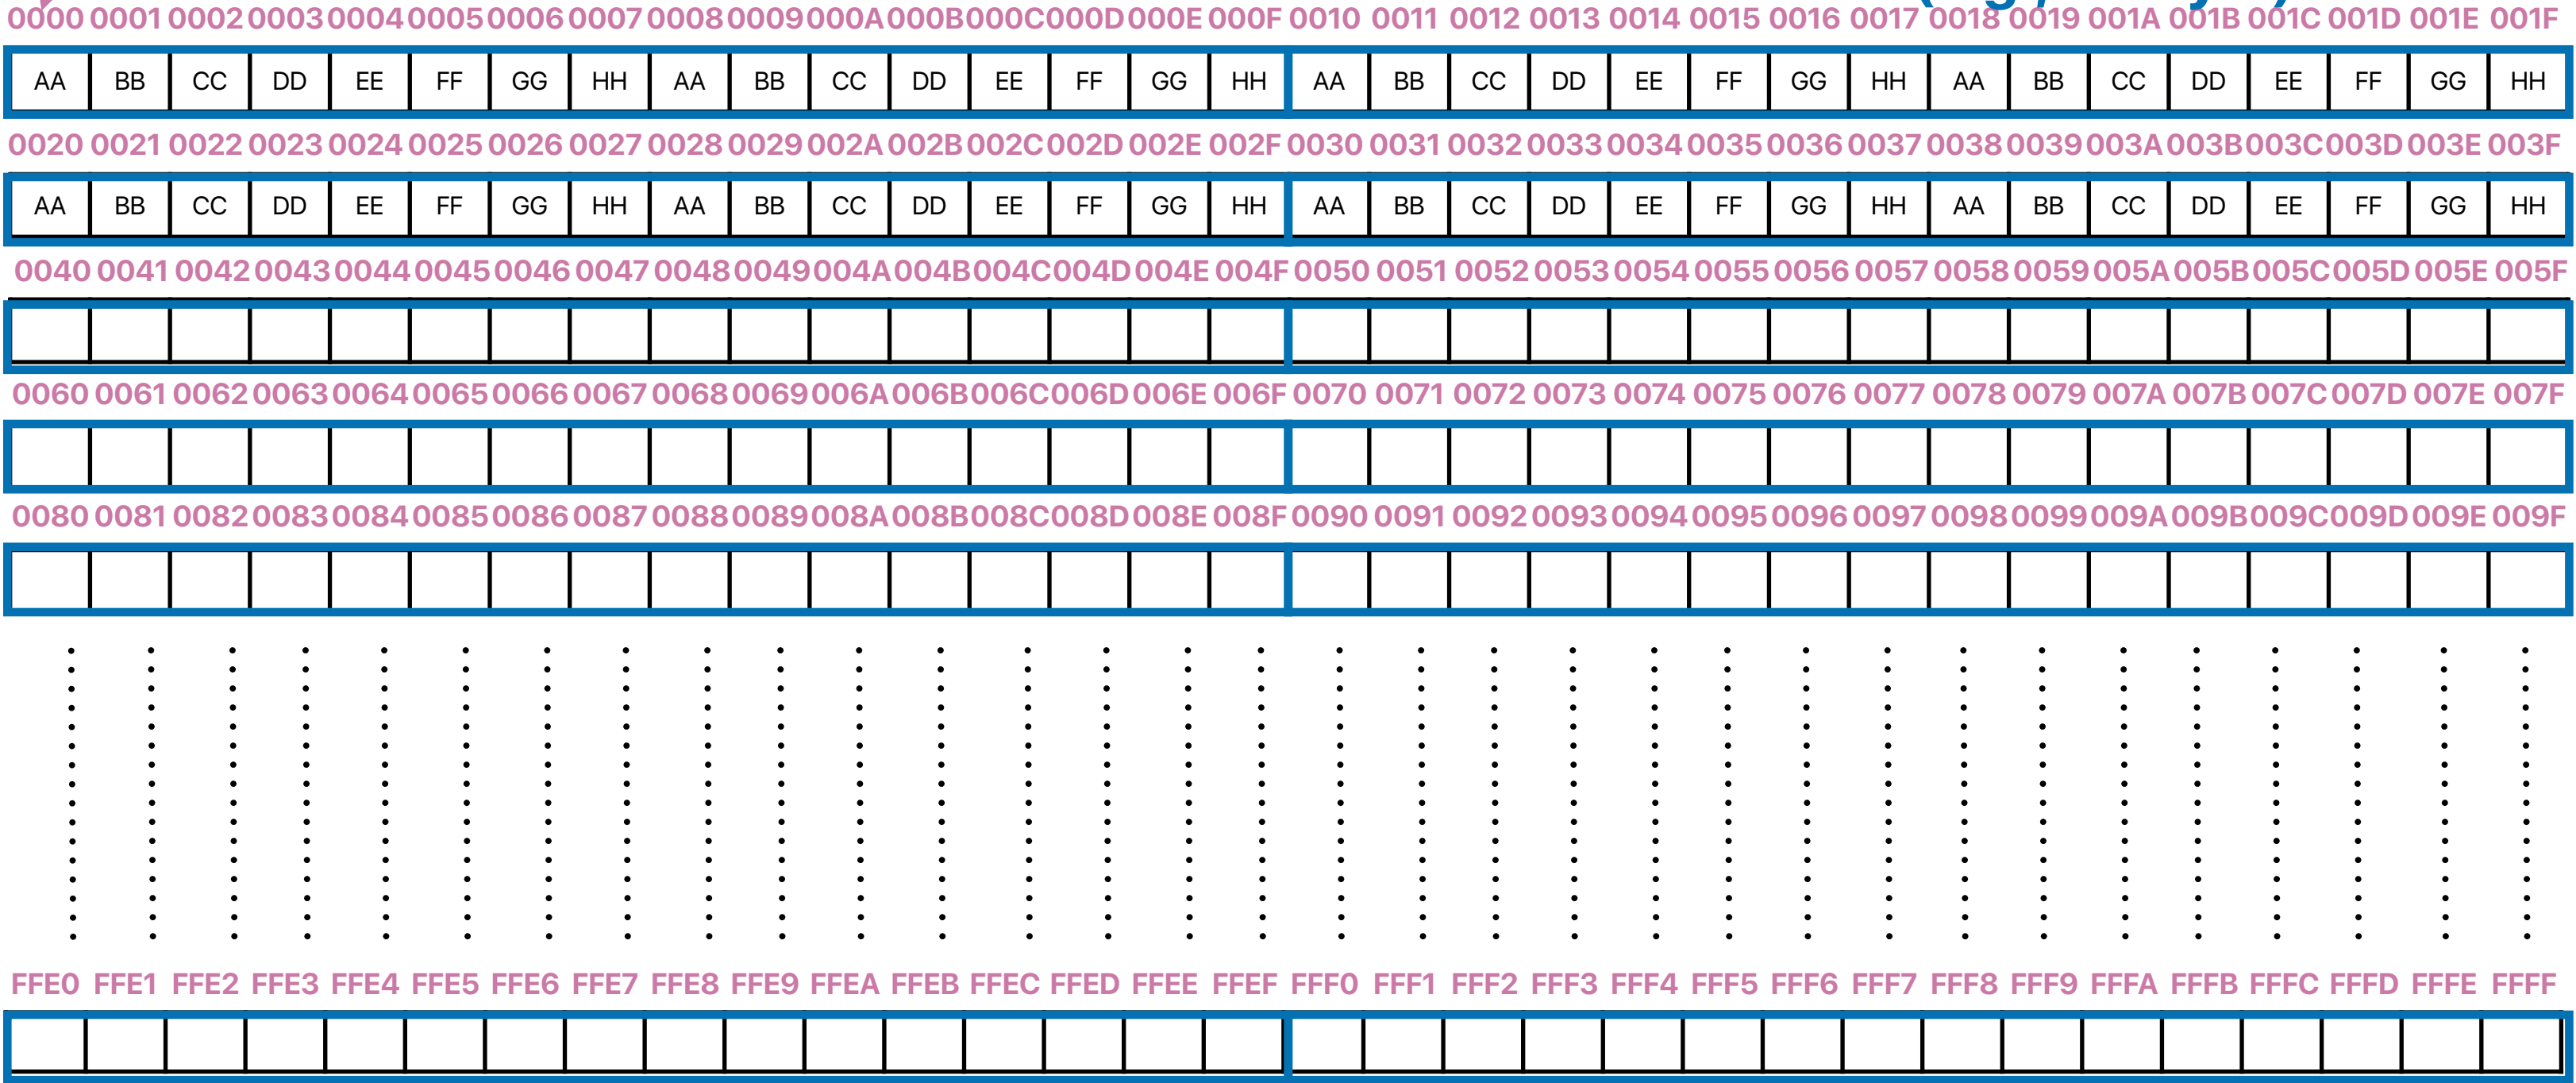 0000 0001 0002 0003 0004 0005 0006 0007 0008 0009 000A 000B 000C 000D 000E 000F 0010 0011 0012 0013 0014 0015 0016 0017 0018 0019 001A 001B 001C 001D 001E 001F
AA BB CC DD EE FF GG HH AA BB CC DD EE FF GG HH AA BB CC DD EE FF GG HH AA BB CC DD EE FF GG HH
0020 0021 0022 0023 0024 0025 0026 0027 0028 0029 002A 002B 002C 002D 002E 002F 0030 0031 0032 0033 0034 0035 0036 0037 0038 0039 003A 003B 003C 003D 003E 003F
AA BB CC DD EE FF GG HH AA BB CC DD EE FF GG HH AA BB CC DD EE FF GG HH AA BB CC DD EE FF GG HH
0040 0041 0042 0043 0044 0045 0046 0047 0048 0049 004A 004B 004C 004D 004E 004F 0050 0051 0052 0053 0054 0055 0056 0057 0058 0059 005A 005B 005C 005D 005E 005F
0060 0061 0062 0063 0064 0065 0066 0067 0068 0069 006A 006B 006C 006D 006E 006F 0070 0071 0072 0073 0074 0075 0076 0077 0078 0079 007A 007B 007C 007D 007E 007F
0080 0081 0082 0083 0084 0085 0086 0087 0088 0089 008A 008B 008C 008D 008E 008F 0090 0091 0092 0093 0094 0095 0096 0097 0098 0099 009A 009B 009C 009D 009E 009F
FFE0 FFE1 FFE2 FFE3 FFE4 FFE5 FFE6 FFE7 FFE8 FFE9 FFEA FFEB FFEC FFED FFEE FFEF FFF0 FFF1 FFF2 FFF3 FFF4 FFF5 FFF6 FFF7 FFF8 FFF9 FFFA FFFB FFFC FFFD FFFE FFFF